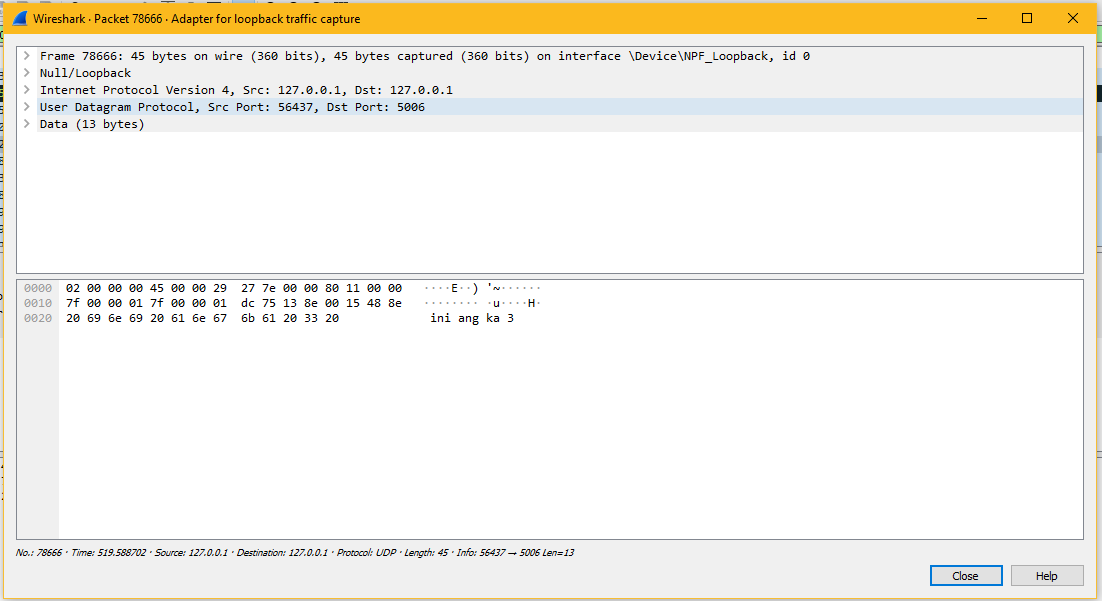 Wireshark · Packet 78666 · Adapter for loopback traffic capture
Frame 78666: 45 bytes on wire (360 bits), 45 bytes captured (360 bits) on interface \Device\NPF_Loopback, id 0
Null/Loopback
Internet Protocol Version 4, Src: 127.0.0.1, Dst: 127.0.0.1
User Datagram Protocol, Src Port: 56437, Dst Port: 5006
Data (13 bytes)
0000 02 00 00 00 45 00 00 29 27 7e 00 00 80 11 00 00 ····E··) '~······
0010 7f 00 00 01 7f 00 00 01 dc 75 13 8e 00 15 48 8e ········ ·u····H·
0020 20 69 6e 69 20 61 6e 67 6b 61 20 33 20 ini ang ka 3
No.: 78666 · Time: 519.588702 · Source: 127.0.0.1 · Destination: 127.0.0.1 · Protocol: UDP · Length: 45 · Info: 56437 → 5006 Len=13
Close Help